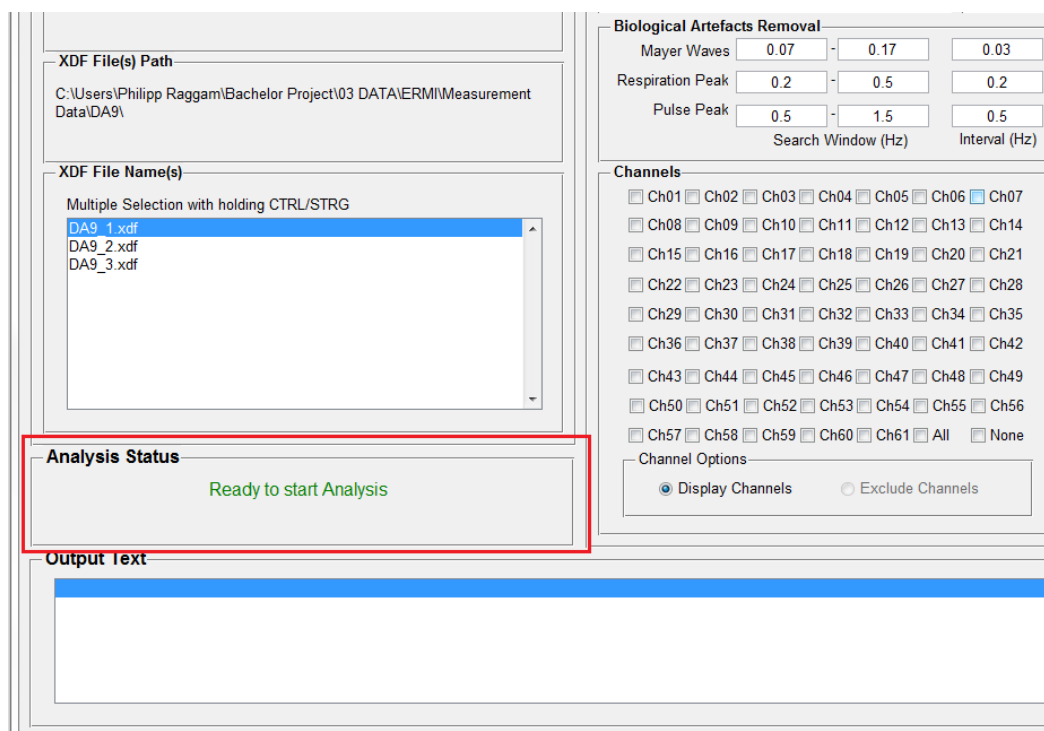 XDF File(s) Path
C:\Users\Philipp Raggam\Bachelor Project\03 DATA\ERMI\Measurement
Data\DA9\
XDF File Name(s)
Multiple Selection with holding CTRL/STRG
DA9_1.xdf
DA9_2.xdf
DA9_3.xdf
Analysis Status
Ready to start Analysis
Biological Artefacts Removal
Mayer Waves 0.07 - 0.17 0.03
Respiration Peak 0.2 - 0.5 0.2
Pulse Peak 0.5 - 1.5 0.5
Search Window (Hz) Interval (Hz)
Channels
Ch01 Ch02 Ch03 Ch04 Ch05 Ch06 Ch07
Ch08 Ch09 Ch10 Ch11 Ch12 Ch13 Ch14
Ch15 Ch16 Ch17 Ch18 Ch19 Ch20 Ch21
Ch22 Ch23 Ch24 Ch25 Ch26 Ch27 Ch28
Ch29 Ch30 Ch31 Ch32 Ch33 Ch34 Ch35
Ch36 Ch37 Ch38 Ch39 Ch40 Ch41 Ch42
Ch43 Ch44 Ch45 Ch46 Ch47 Ch48 Ch49
Ch50 Ch51 Ch52 Ch53 Ch54 Ch55 Ch56
Ch57 Ch58 Ch59 Ch60 Ch61 All None
Channel Options
Display Channels Exclude Channels
Output Text